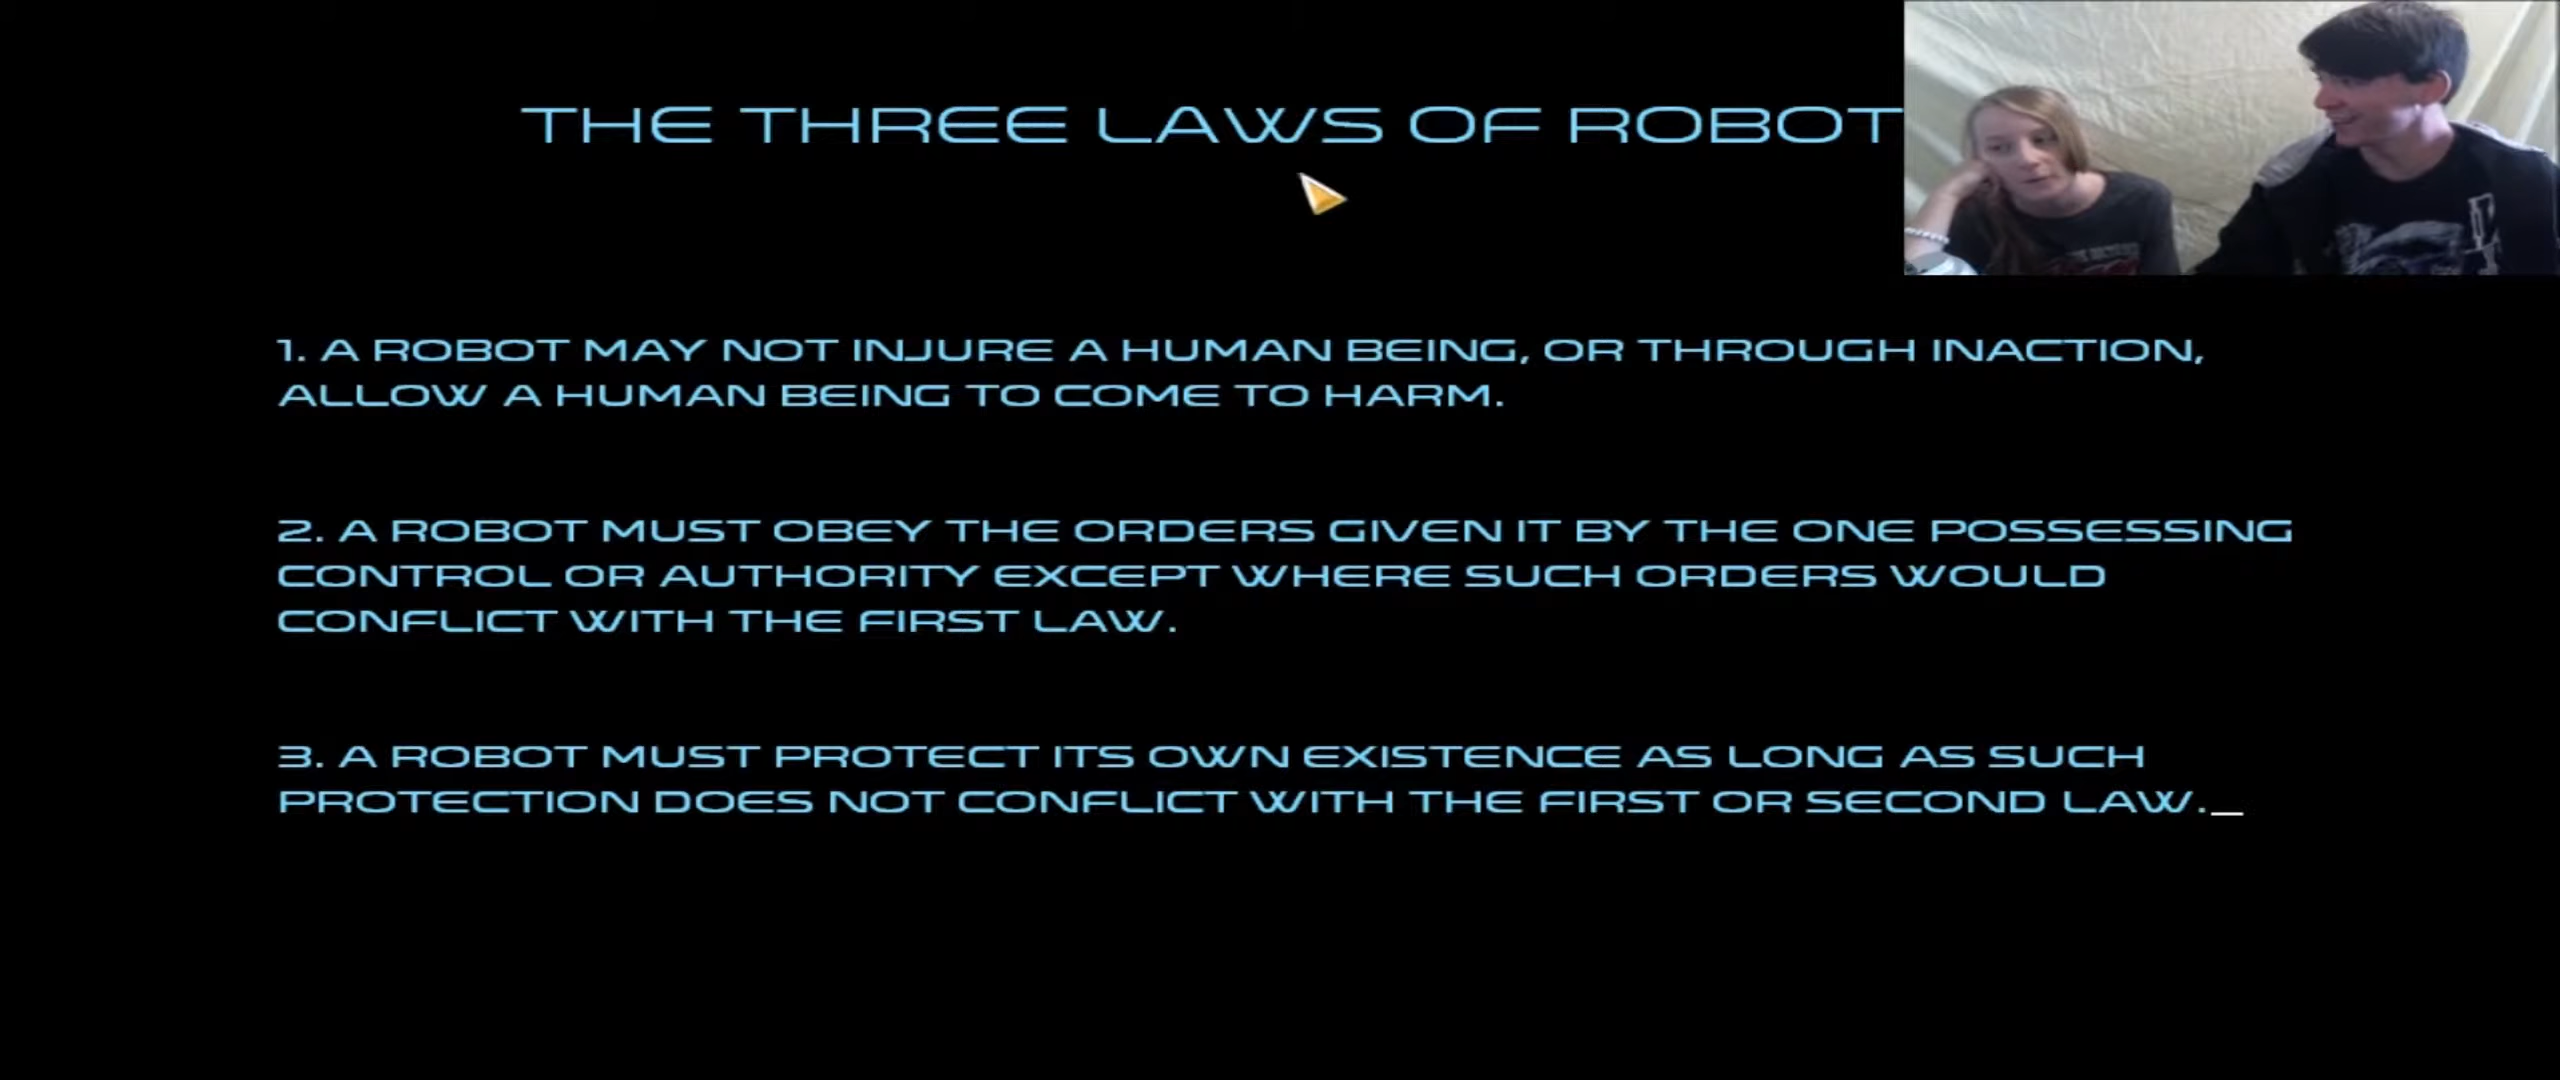 THE THREE LAWS OF ROBOT
1. A ROBOT MAY NOT INJURE A HUMAN BEING, OR THROUGH INACTION,
ALLOW A HUMAN BEING TO COME TO HARM.
2. A ROBOT MUST OBEY THE ORDERS GIVEN IT BY THE ONE POSSESSING
CONTROL OR AUTHORITY EXCEPT WHERE SUCH ORDERS WOULD
CONFLICT WITH THE FIRST LAW.
3. A ROBOT MUST PROTECT ITS OWN EXISTENCE AS LONG AS SUCH
PROTECTION DOES NOT CONFLICT WITH THE FIRST OR SECOND LAW._